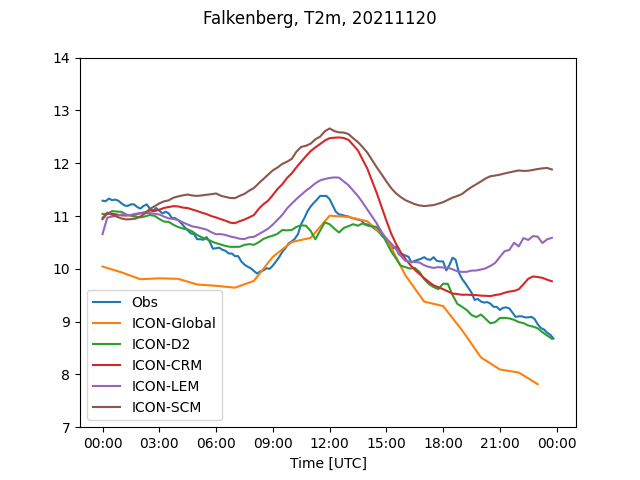 Falkenberg, T2m, 20211120
14
13
12
11
10
9
8
7
Obs
ICON-Global
ICON-D2
ICON-CRM
ICON-LEM
ICON-SCM
00:00 03:00 06:00 09:00 12:00 15:00 18:00 21:00 00:00
Time [UTC]